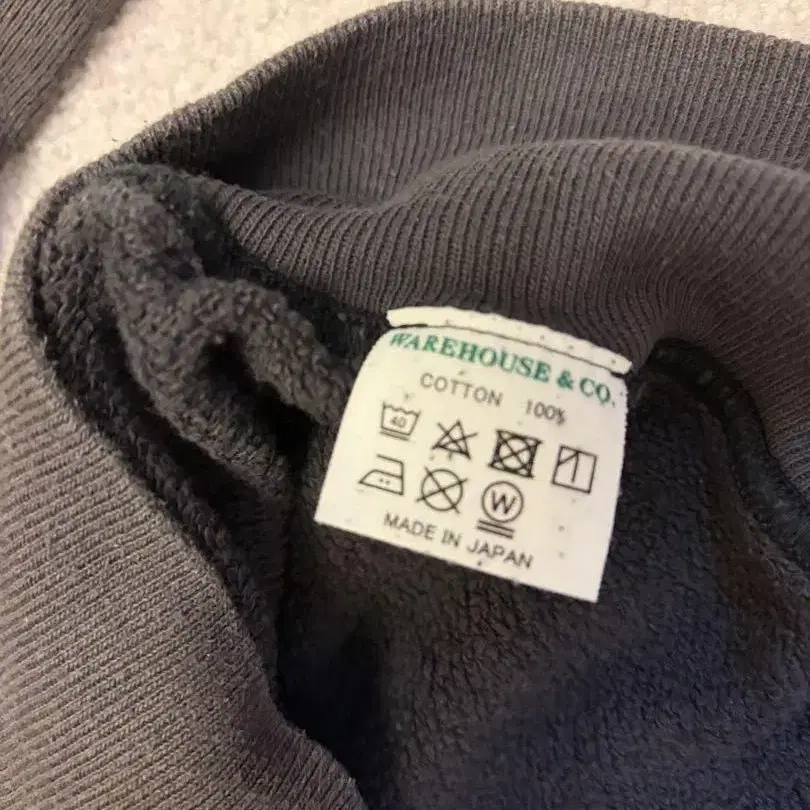 WAREHOUSE & CO.
COTTON 100%
40
W
MADE IN JAPAN